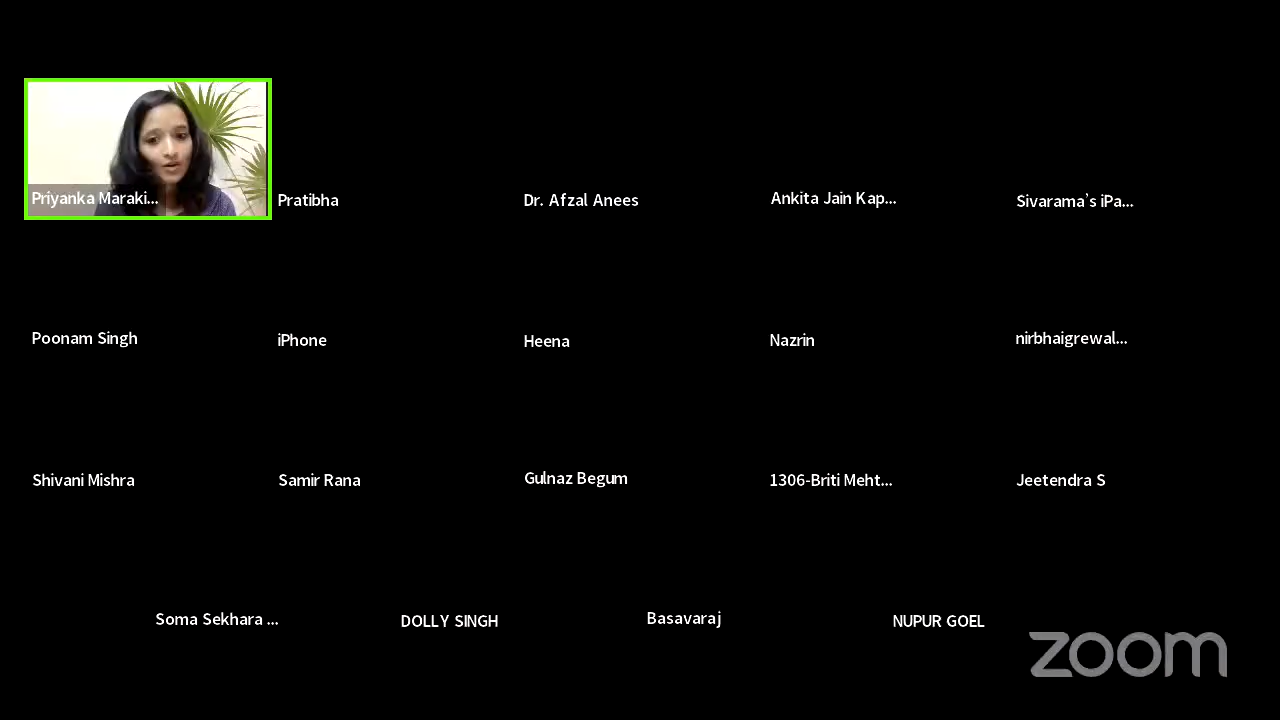 Priyanka Maraki...
Pratibha
Dr. Afzal Anees
Ankita Jain Kap...
Sivarama's iPa...
Poonam Singh
iPhone
Heena
Nazrin
nirbhaigrewal...
Shivani Mishra
Samir Rana
Gulnaz Begum
1306-Briti Meht...
Jeetendra S
Soma Sekhara ...
DOLLY SINGH
Basavaraj
NUPUR GOEL
zoom